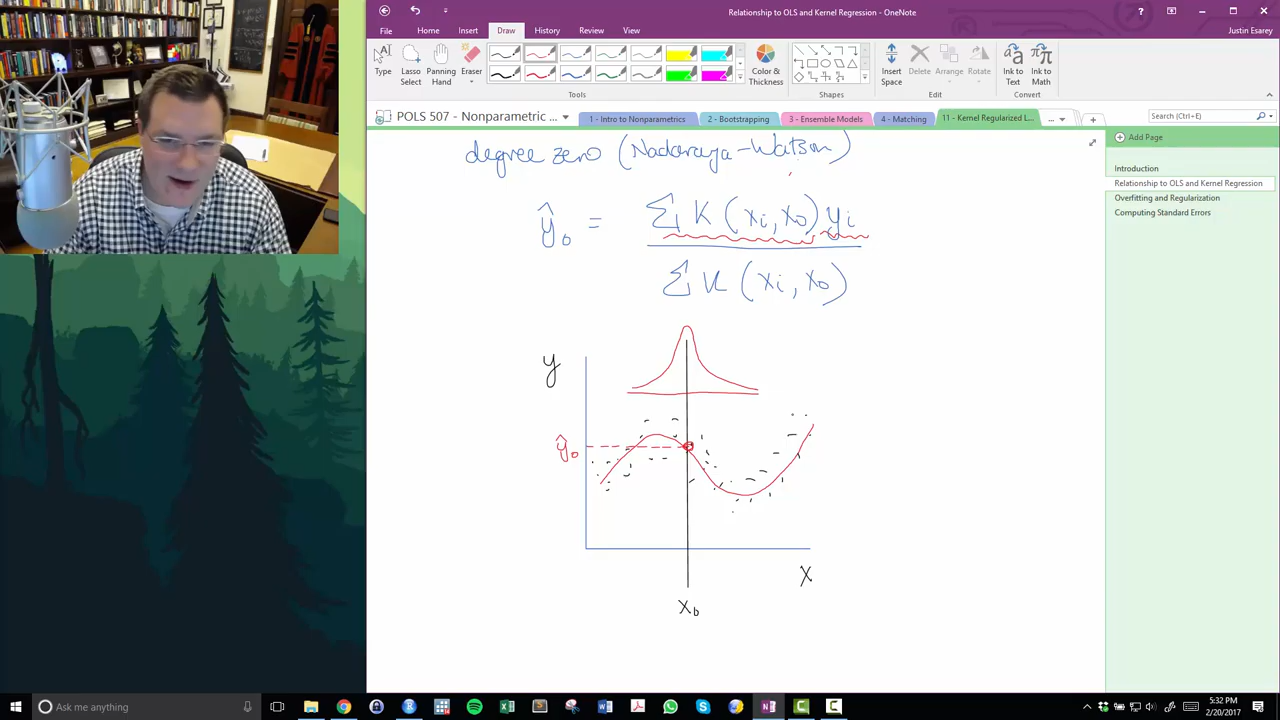 Relationship to OLS and Kernel Regression - OneNote
File Home Insert Draw History Review View Justin Esarey
Type Lasso Select Panning Hand Eraser Color & Thickness Insert Space Delete Arrange Rotate Ink to Text Ink to Math
Tools Shapes Edit Convert
POLS 507 - Nonparametric ... 1 - Intro to Nonparametrics 2 - Bootstrapping 3 - Ensemble Models 4 - Matching 11 - Kernel Regularized L... ... Search (Ctrl+E)
Add Page
Introduction
Relationship to OLS and Kernel Regression
Overfitting and Regularization
Computing Standard Errors
degree zero (Nadaraya-Watson)
ŷ₀ = Σ K (xi, x₀) yi
Σ K (xi, x₀)
y
ŷ₀
X
X₀
Ask me anything
5:32 PM
2/20/2017